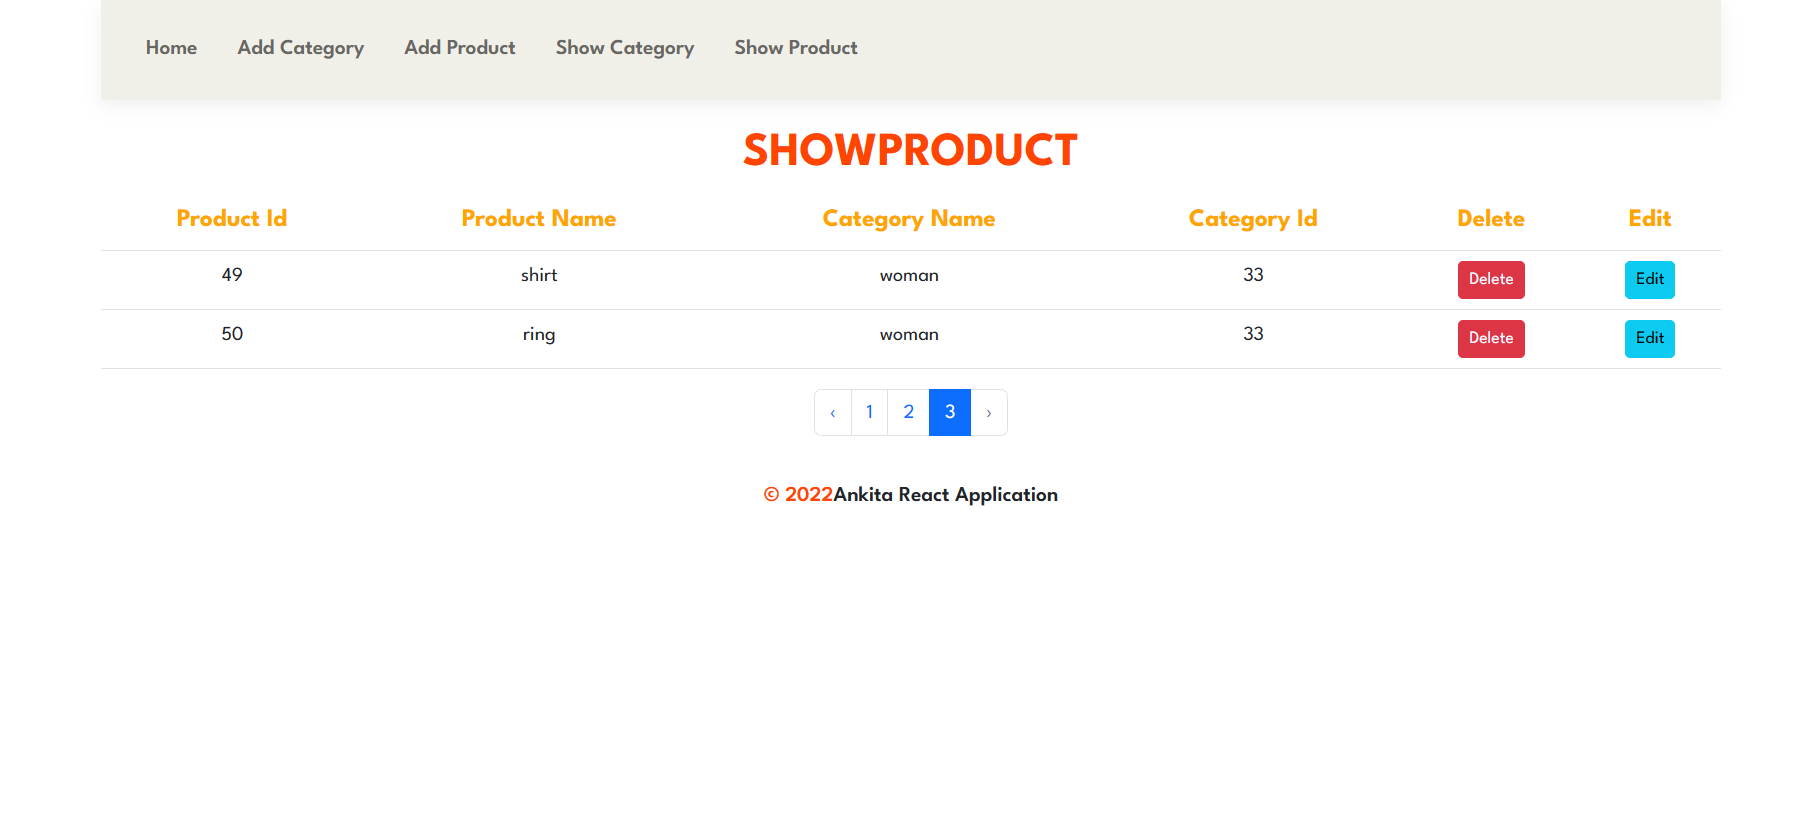 Home Add Category Add Product Show Category Show Product
SHOWPRODUCT
Product Id Product Name Category Name Category Id Delete Edit
49 shirt woman 33 Delete Edit
50 ring woman 33 Delete Edit
‹ 1 2 3 ›
© 2022Ankita React Application